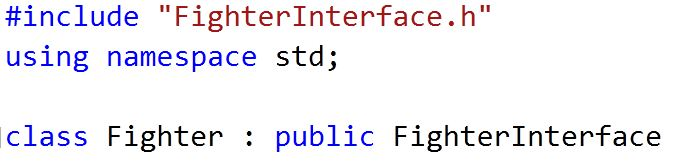 #include "FighterInterface.h"
using namespace std;
class Fighter : public FighterInterface